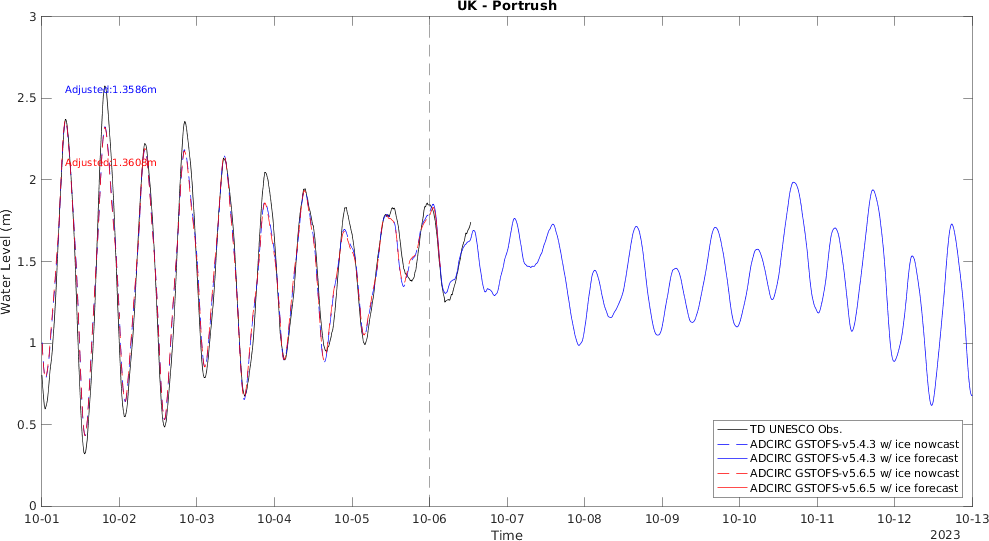 UK - Portrush
3
2.5
2
1.5
1
0.5
0
Water Level (m)
Adjusted:1.3586m
Adjusted:1.3603m
TD UNESCO Obs.
ADCIRC GSTOFS-v5.4.3 w/ ice nowcast
ADCIRC GSTOFS-v5.4.3 w/ ice forecast
ADCIRC GSTOFS-v5.6.5 w/ ice nowcast
ADCIRC GSTOFS-v5.6.5 w/ ice forecast
10-01 10-02 10-03 10-04 10-05 10-06 10-07 10-08 10-09 10-10 10-11 10-12 10-13
Time
2023